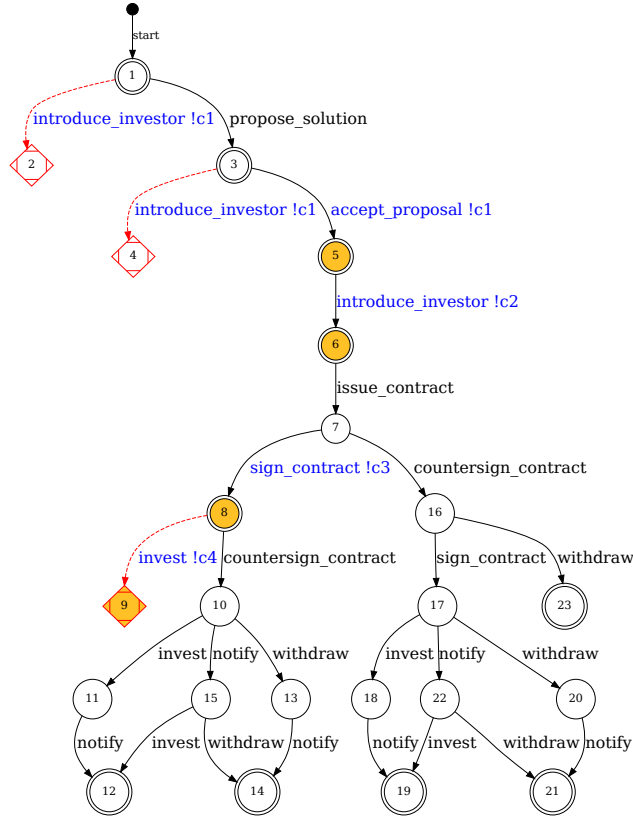 start
1
introduce_investor !c1 propose_solution
2 3
introduce_investor !c1 accept_proposal !c1
4 5
introduce_investor !c2
6
issue_contract
7
sign_contract !c3 countersign_contract
8 16
invest !c4 countersign_contract sign_contract withdraw
9 10 17 23
invest notify withdraw invest notify withdraw
11 15 13 18 22 20
notify invest withdraw notify notify invest withdraw notify
12 14 19 21